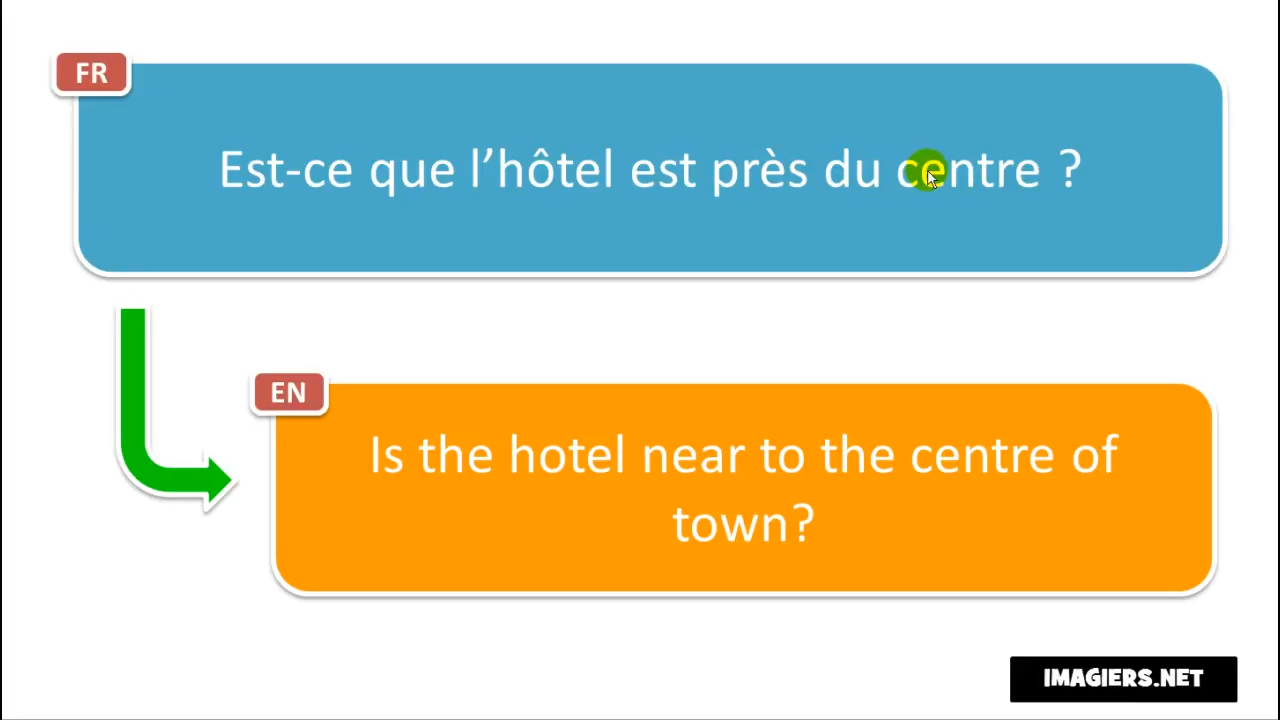 FR
Est-ce que l’hôtel est près du centre ?
EN
Is the hotel near to the centre of
town?
IMAGIERS.NET